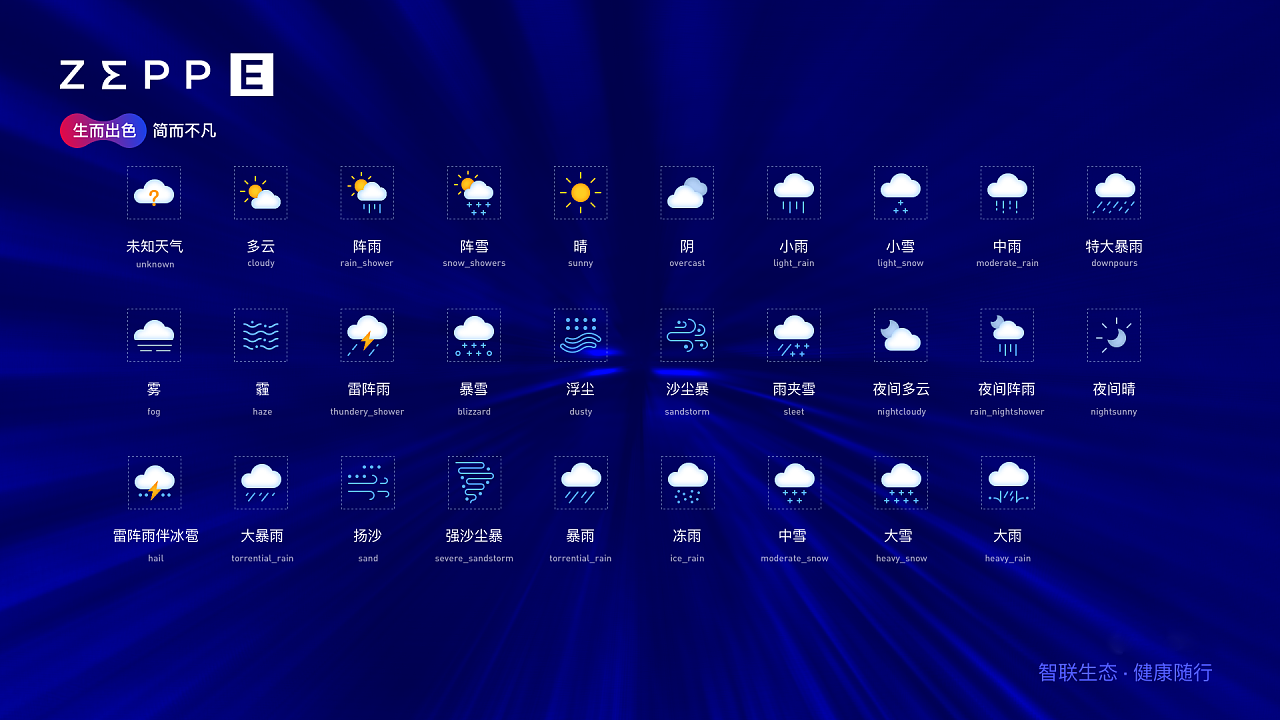 ZEPP E
生而出色 简而不凡
未知天气 多云 阵雨 阵雪 晴 阴 小雨 小雪 中雨 特大暴雨
unknown cloudy rain_shower snow_showers sunny overcast light_rain light_snow moderate_rain downpours
雾 霾 雷阵雨 暴雪 浮尘 沙尘暴 雨夹雪 夜间多云 夜间阵雨 夜间晴
fog haze thundery_shower blizzard dusty sandstorm sleet nightcloudy rain_nightshower nightsunny
雷阵雨伴冰雹 大暴雨 扬沙 强沙尘暴 暴雨 冻雨 中雪 大雪 大雨
hail torrential_rain sand severe_sandstorm torrential_rain ice_rain moderate_snow heavy_snow heavy_rain
智联生态 · 健康随行